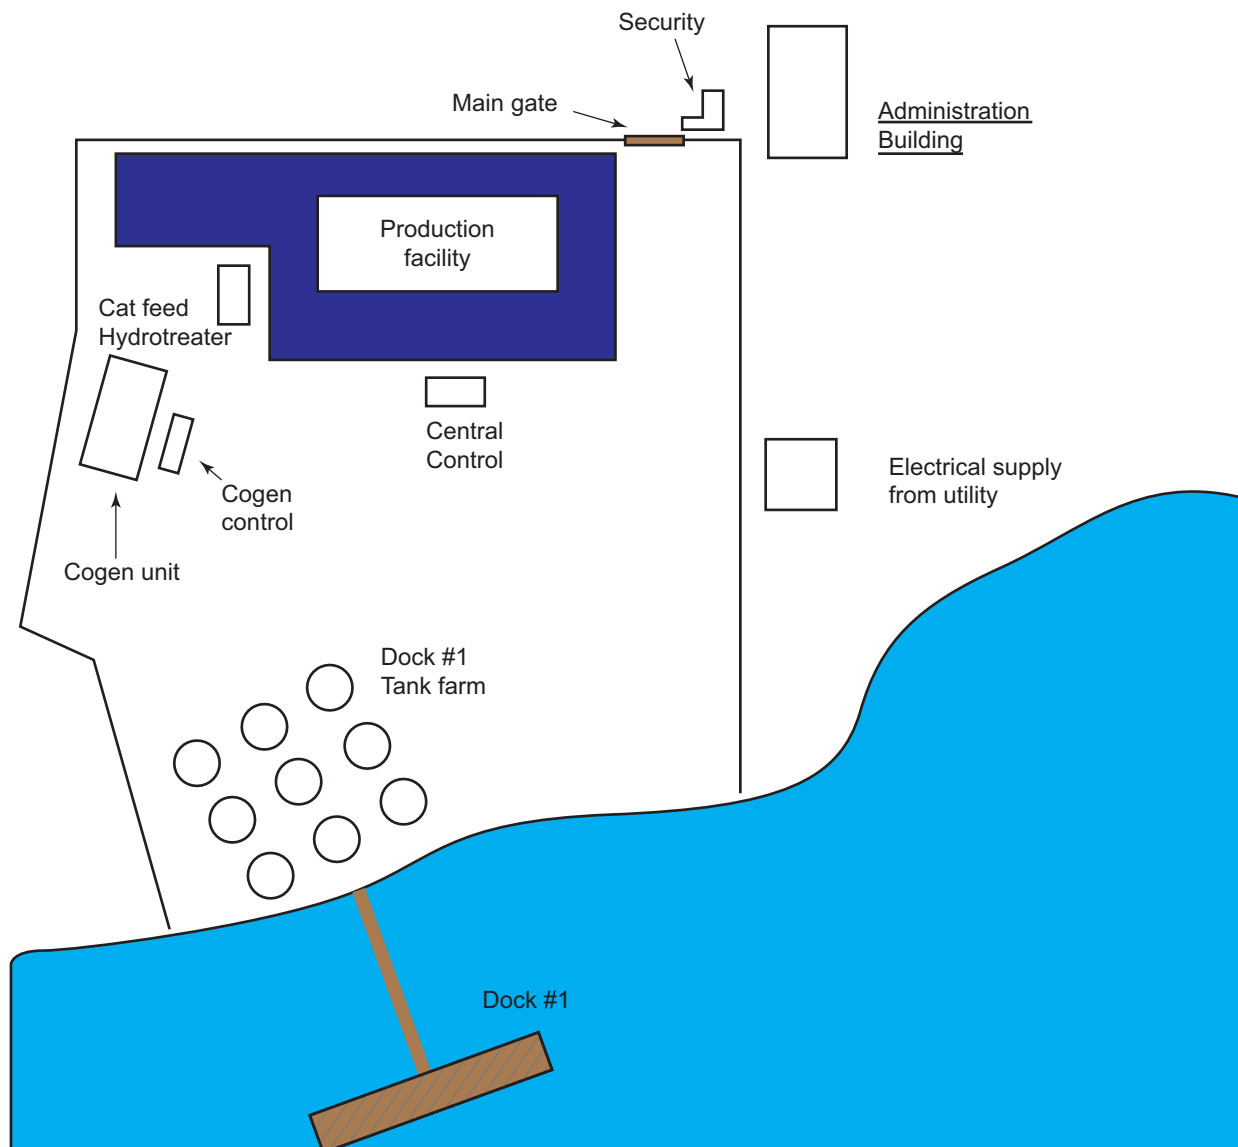 Security
Main gate
Administration
Building
Production
facility
Cat feed
Hydrotreater
Central
Control
Electrical supply
from utility
Cogen
control
Cogen unit
Dock #1
Tank farm
Dock #1